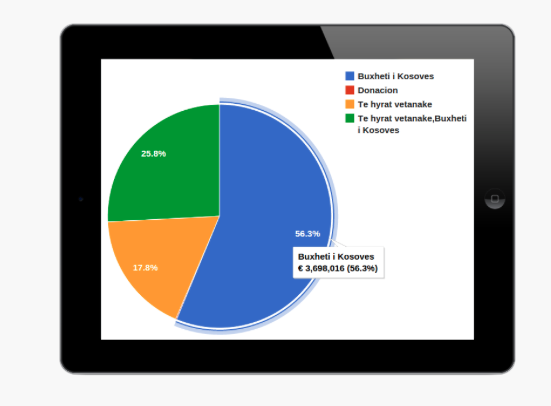 Buxheti i Kosoves
Donacion
Te hyrat vetanake
Te hyrat vetanake,Buxheti
i Kosoves
25.8%
56.3%
17.8%
Buxheti i Kosoves
€ 3,698,016 (56.3%)